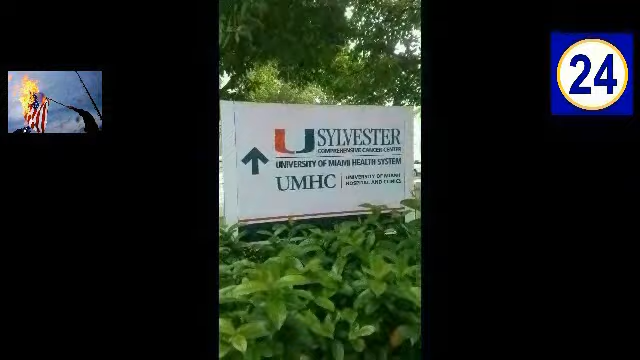 24
U SYLVESTER
COMPREHENSIVE CANCER CENTER
UNIVERSITY OF MIAMI HEALTH SYSTEM
UMHC
UNIVERSITY OF MIAMI
HOSPITAL AND CLINICS